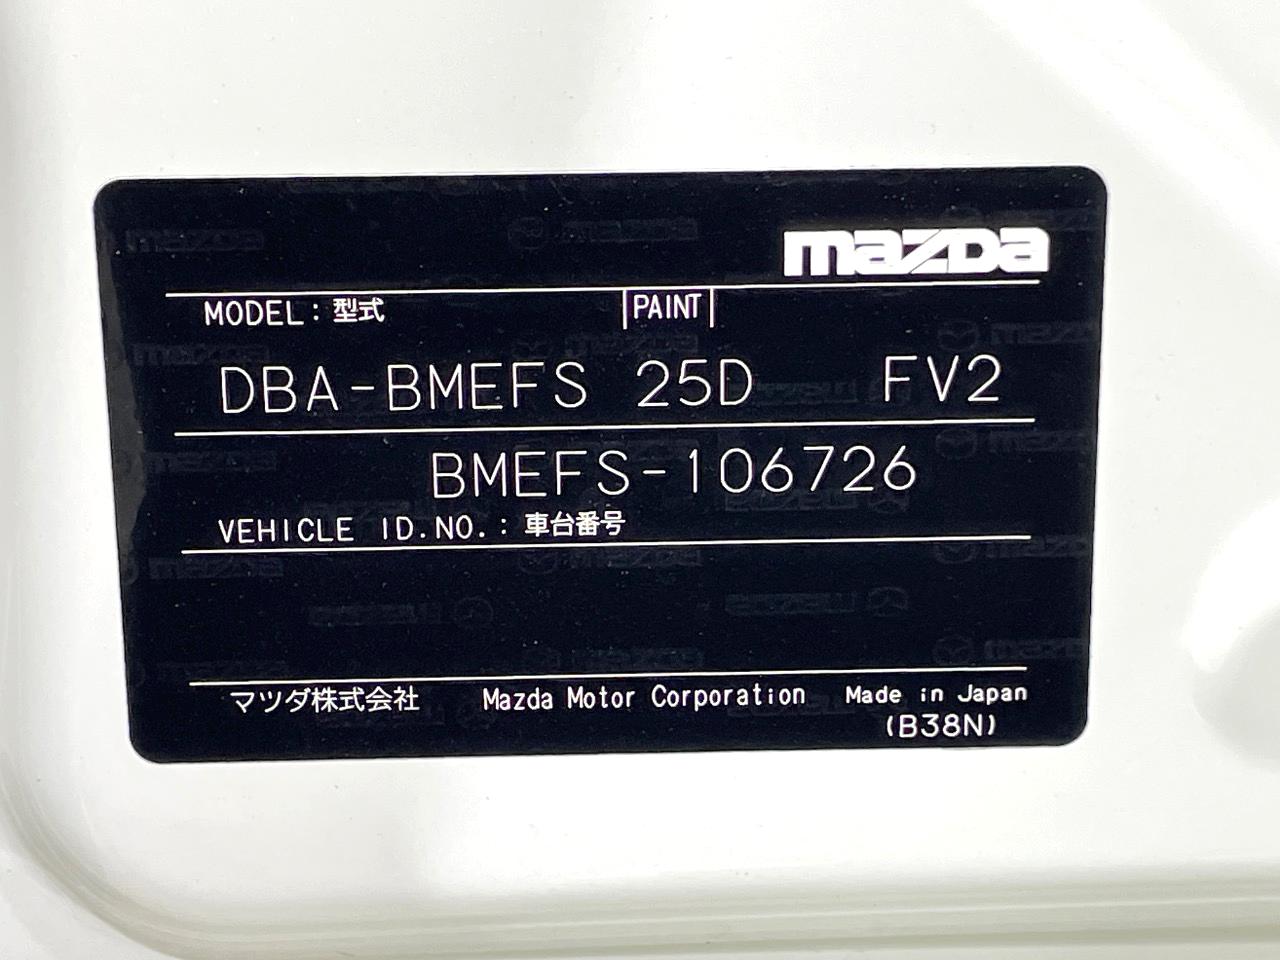 mazda
MODEL: 型式 PAINT
DBA-BMEFS 25D FV2
BMEFS-106726
VEHICLE ID.NO.: 車台番号
マツダ株式会社 Mazda Motor Corporation Made in Japan
(B38N)